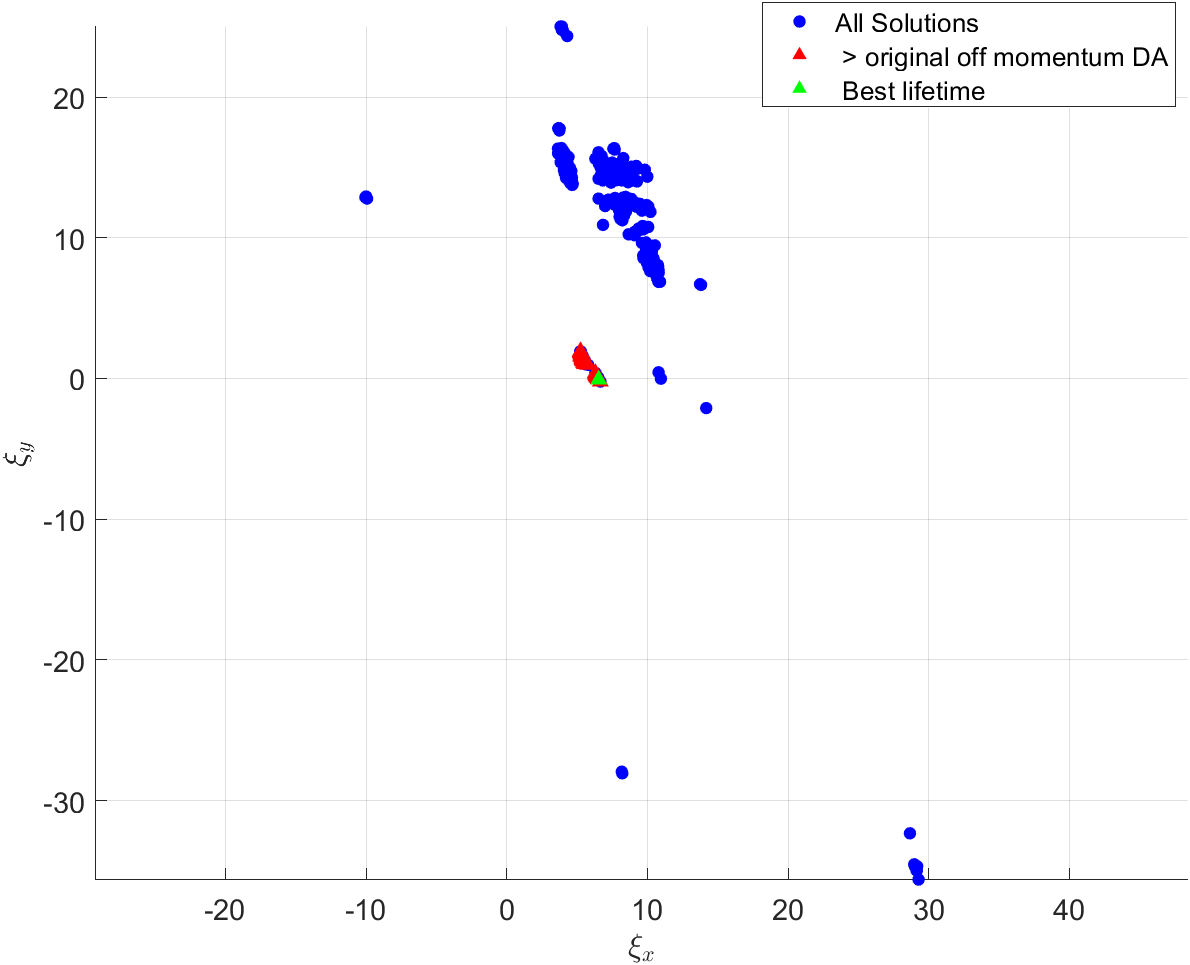 All Solutions
> original off momentum DA
Best lifetime
20
10
0
-10
-20
-30
-20 -10 0 10 20 30 40
ξy
ξx